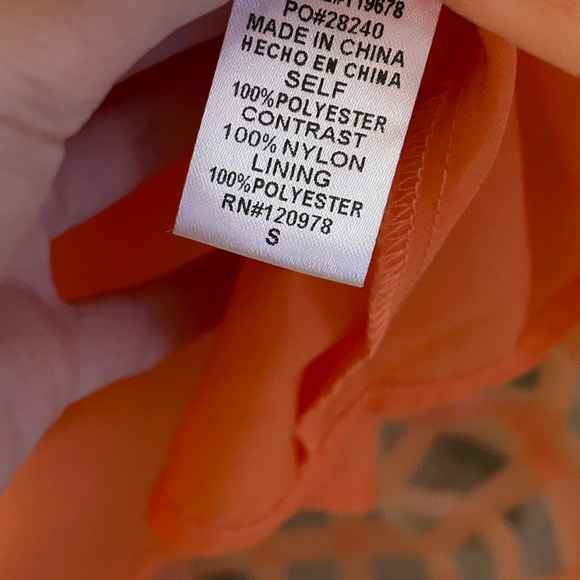 PO#28240
MADE IN CHINA
HECHO EN CHINA
SELF
100%POLYESTER
CONTRAST
100% NYLON
LINING
100%POLYESTER
RN#120978
S